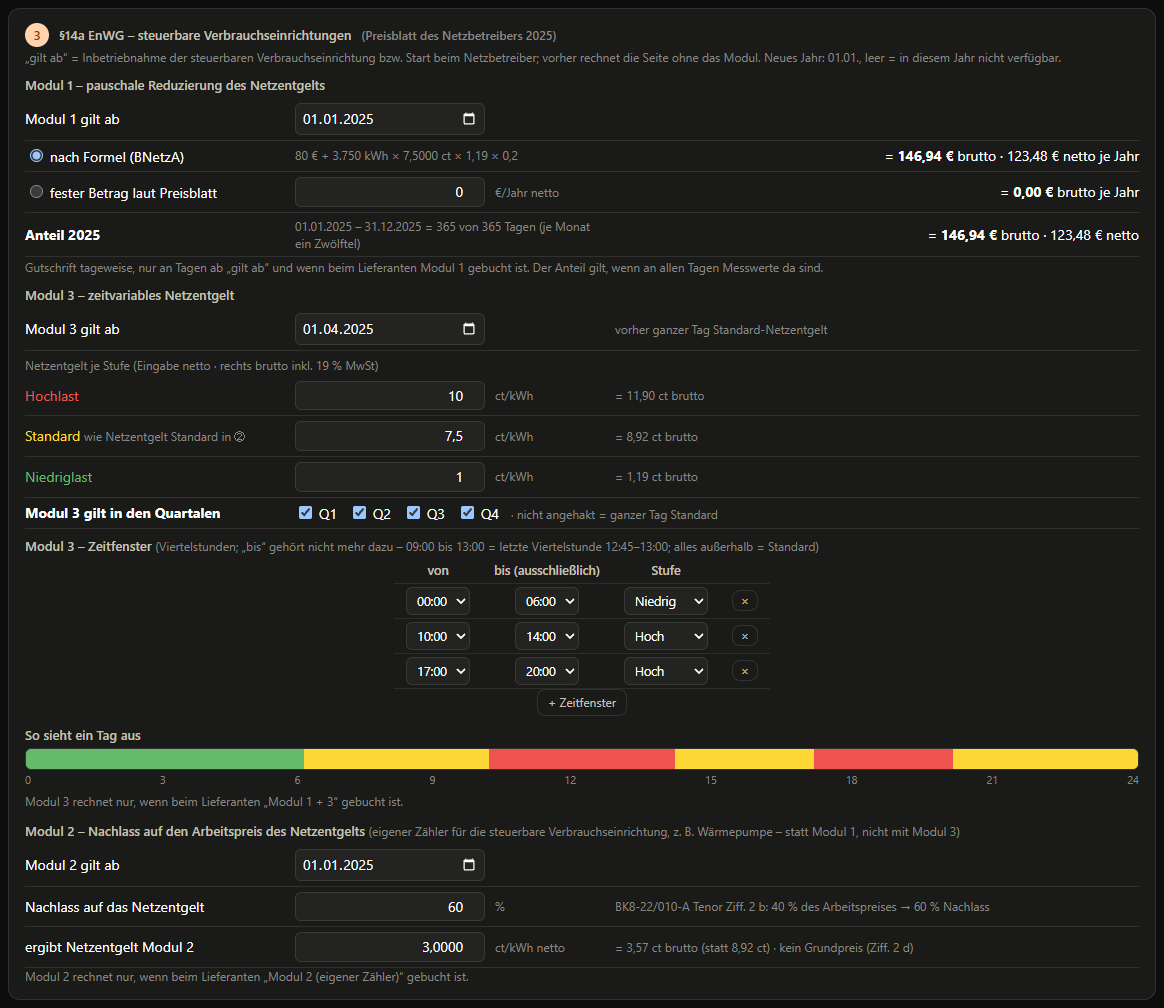 3 §14a EnWG – steuerbare Verbrauchseinrichtungen (Preisblatt des Netzbetreibers 2025)
„gilt ab“ = Inbetriebnahme der steuerbaren Verbrauchseinrichtung bzw. Start beim Netzbetreiber; vorher rechnet die Seite ohne das Modul. Neues Jahr: 01.01., leer = in diesem Jahr nicht verfügbar.
Modul 1 – pauschale Reduzierung des Netzentgelts
Modul 1 gilt ab 01.01.2025
nach Formel (BNetzA) 80 € + 3.750 kWh × 7,5000 ct × 1,19 × 0,2 = 146,94 € brutto · 123,48 € netto je Jahr
fester Betrag laut Preisblatt 0 €/Jahr netto = 0,00 € brutto je Jahr
Anteil 2025 01.01.2025 – 31.12.2025 = 365 von 365 Tagen (je Monat
ein Zwölftel) = 146,94 € brutto · 123,48 € netto
Gutschrift tageweise, nur an Tagen ab „gilt ab“ und wenn beim Lieferanten Modul 1 gebucht ist. Der Anteil gilt, wenn an allen Tagen Messwerte da sind.
Modul 3 – zeitvariables Netzentgelt
Modul 3 gilt ab 01.04.2025 vorher ganzer Tag Standard-Netzentgelt
Netzentgelt je Stufe (Eingabe netto · rechts brutto inkl. 19 % MwSt)
Hochlast 10 ct/kWh = 11,90 ct brutto
Standard wie Netzentgelt Standard in ② 7,5 ct/kWh = 8,92 ct brutto
Niedriglast 1 ct/kWh = 1,19 ct brutto
Modul 3 gilt in den Quartalen Q1 Q2 Q3 Q4 · nicht angehakt = ganzer Tag Standard
Modul 3 – Zeitfenster (Viertelstunden; „bis“ gehört nicht mehr dazu – 09:00 bis 13:00 = letzte Viertelstunde 12:45–13:00; alles außerhalb = Standard)
von bis (ausschließlich) Stufe
00:00 06:00 Niedrig ×
10:00 14:00 Hoch ×
17:00 20:00 Hoch ×
+ Zeitfenster
So sieht ein Tag aus
0 3 6 9 12 15 18 21 24
Modul 3 rechnet nur, wenn beim Lieferanten „Modul 1 + 3“ gebucht ist.
Modul 2 – Nachlass auf den Arbeitspreis des Netzentgelts (eigener Zähler für die steuerbare Verbrauchseinrichtung, z. B. Wärmepumpe – statt Modul 1, nicht mit Modul 3)
Modul 2 gilt ab 01.01.2025
Nachlass auf das Netzentgelt 60 % BK8-22/010-A Tenor Ziff. 2 b: 40 % des Arbeitspreises → 60 % Nachlass
ergibt Netzentgelt Modul 2 3,0000 ct/kWh netto = 3,57 ct brutto (statt 8,92 ct) · kein Grundpreis (Ziff. 2 d)
Modul 2 rechnet nur, wenn beim Lieferanten „Modul 2 (eigener Zähler)“ gebucht ist.